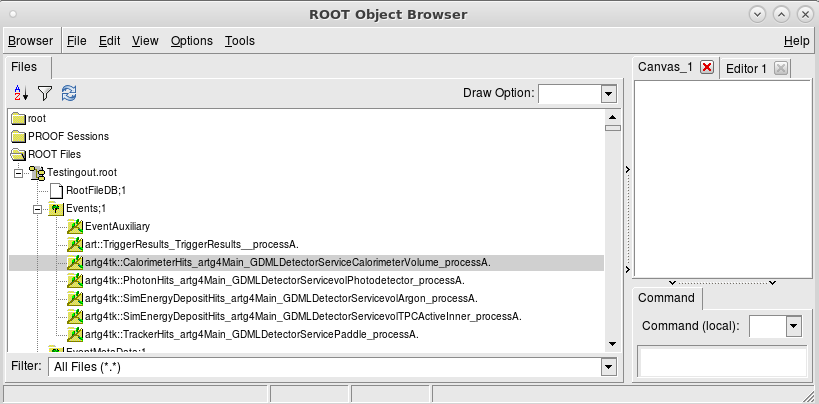 ROOT Object Browser
Browser File Edit View Options Tools Help
Files
Draw Option:
root
PROOF Sessions
ROOT Files
Testingout.root
RootFileDB;1
Events;1
EventAuxiliary
art::TriggerResults_TriggerResults__processA.
artg4tk::CalorimeterHits_artg4Main_GDMLDetectorServiceCalorimeterVolume_processA.
artg4tk::PhotonHits_artg4Main_GDMLDetectorServicevolPhotodetector_processA.
artg4tk::SimEnergyDepositHits_artg4Main_GDMLDetectorServicevolArgon_processA.
artg4tk::SimEnergyDepositHits_artg4Main_GDMLDetectorServicevolTPCActiveInner_processA.
artg4tk::TrackerHits_artg4Main_GDMLDetectorServicePaddle_processA.
EventMetaData;1
Filter: All Files (*.*)
Canvas_1 Editor 1
Command
Command (local):